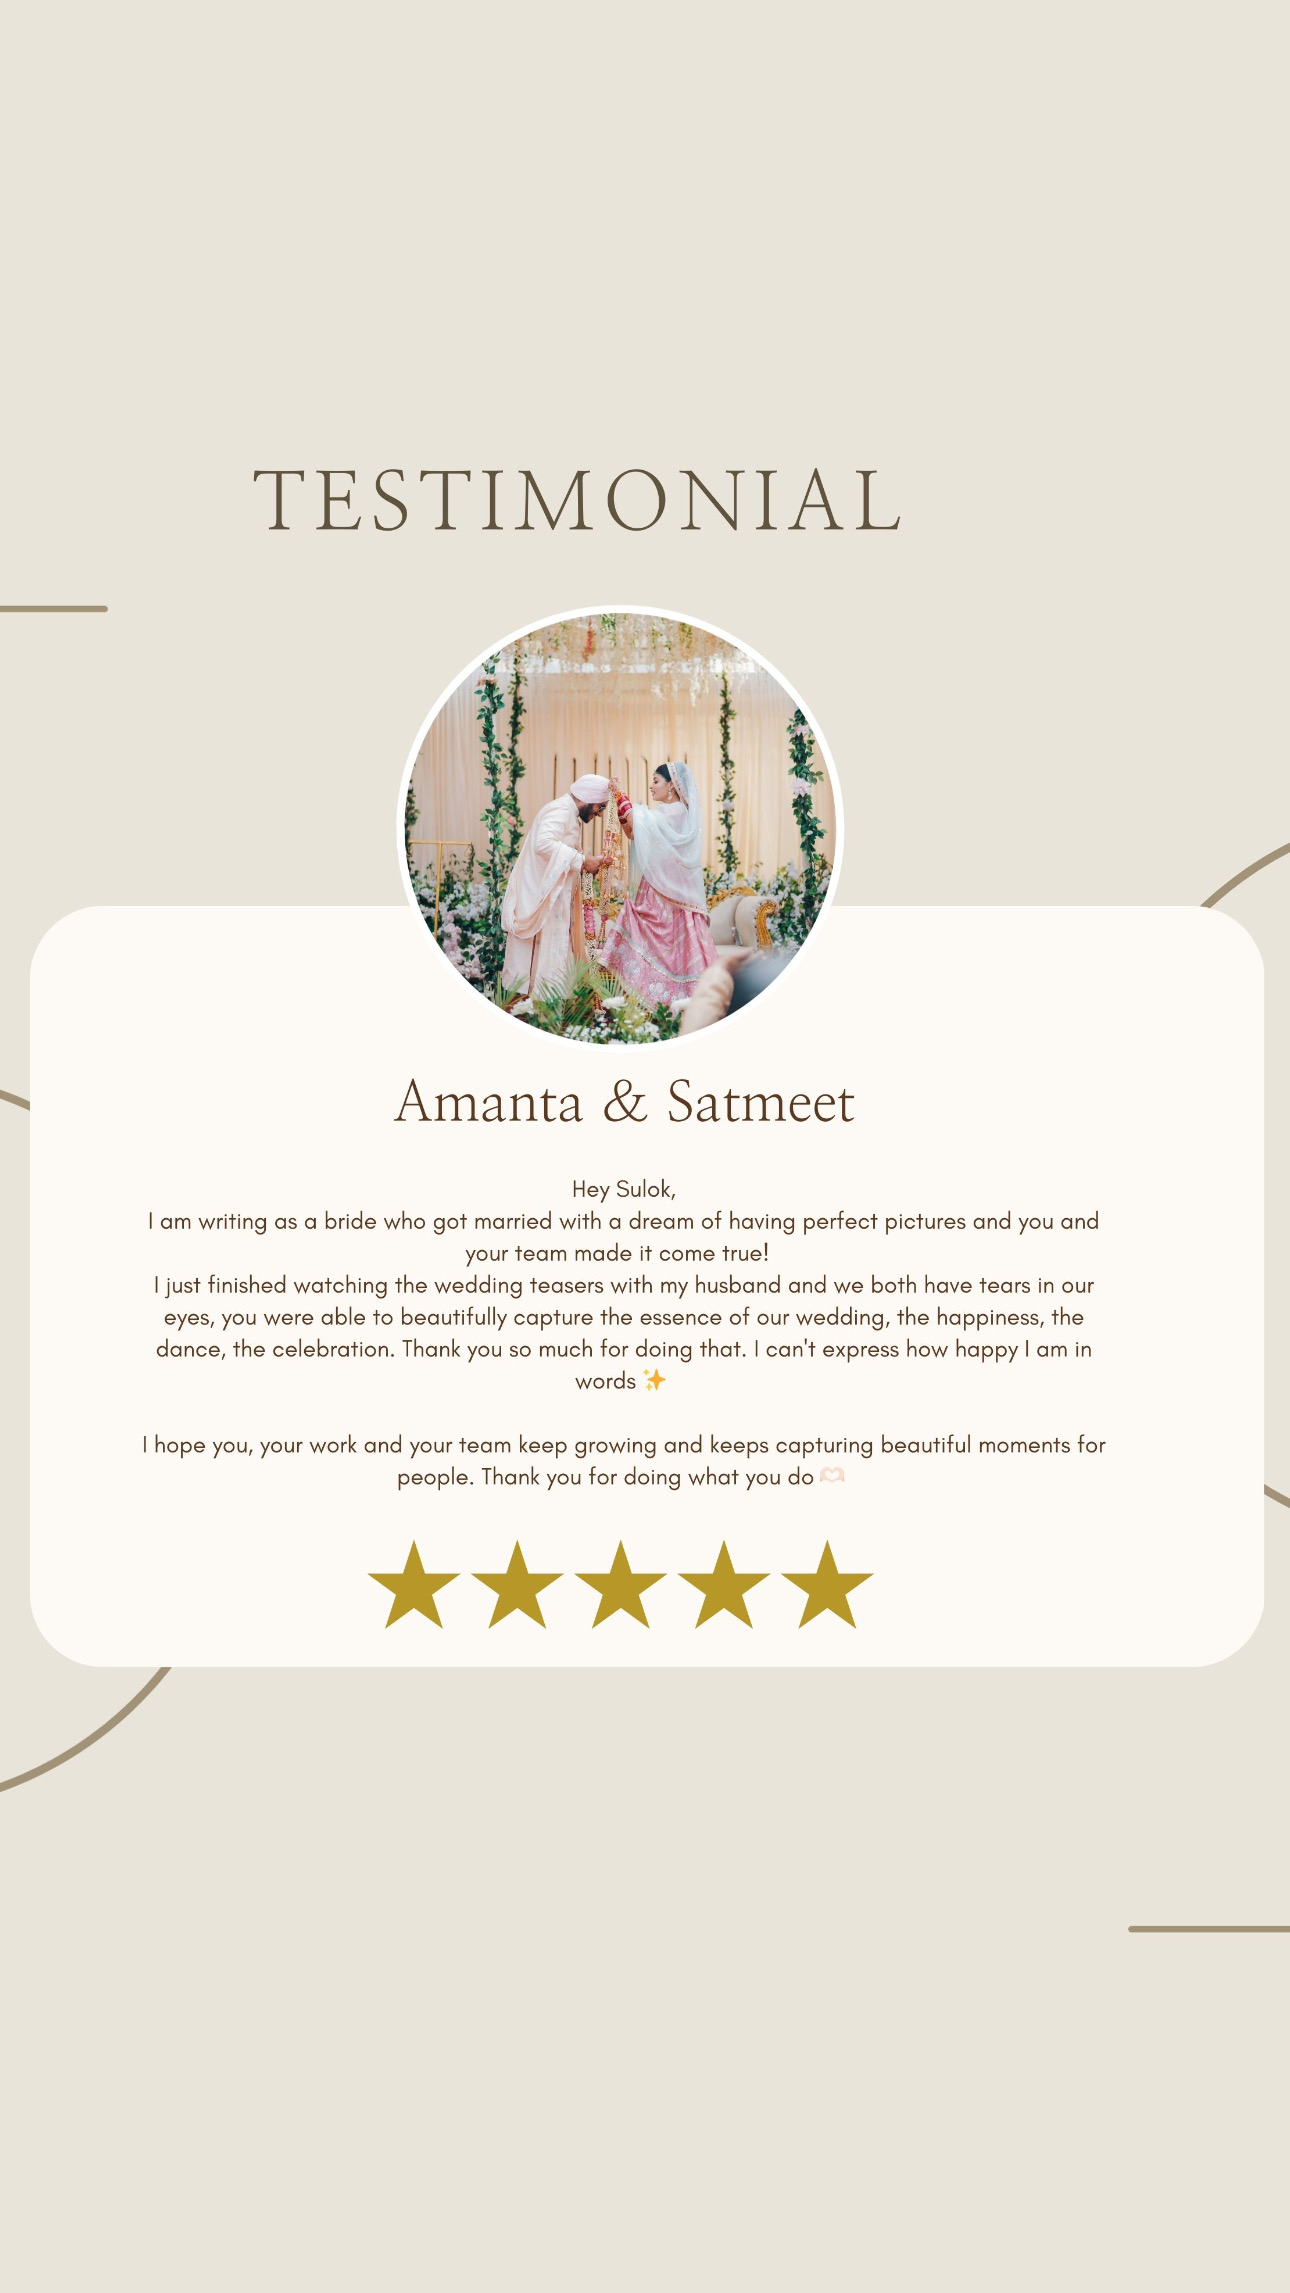 TESTIMONIAL
Amanta & Satmeet
Hey Sulok,
I am writing as a bride who got married with a dream of having perfect pictures and you and
your team made it come true!
I just finished watching the wedding teasers with my husband and we both have tears in our
eyes, you were able to beautifully capture the essence of our wedding, the happiness, the
dance, the celebration. Thank you so much for doing that. I can't express how happy I am in
words ✨
I hope you, your work and your team keep growing and keeps capturing beautiful moments for
people. Thank you for doing what you do 🫶🏻